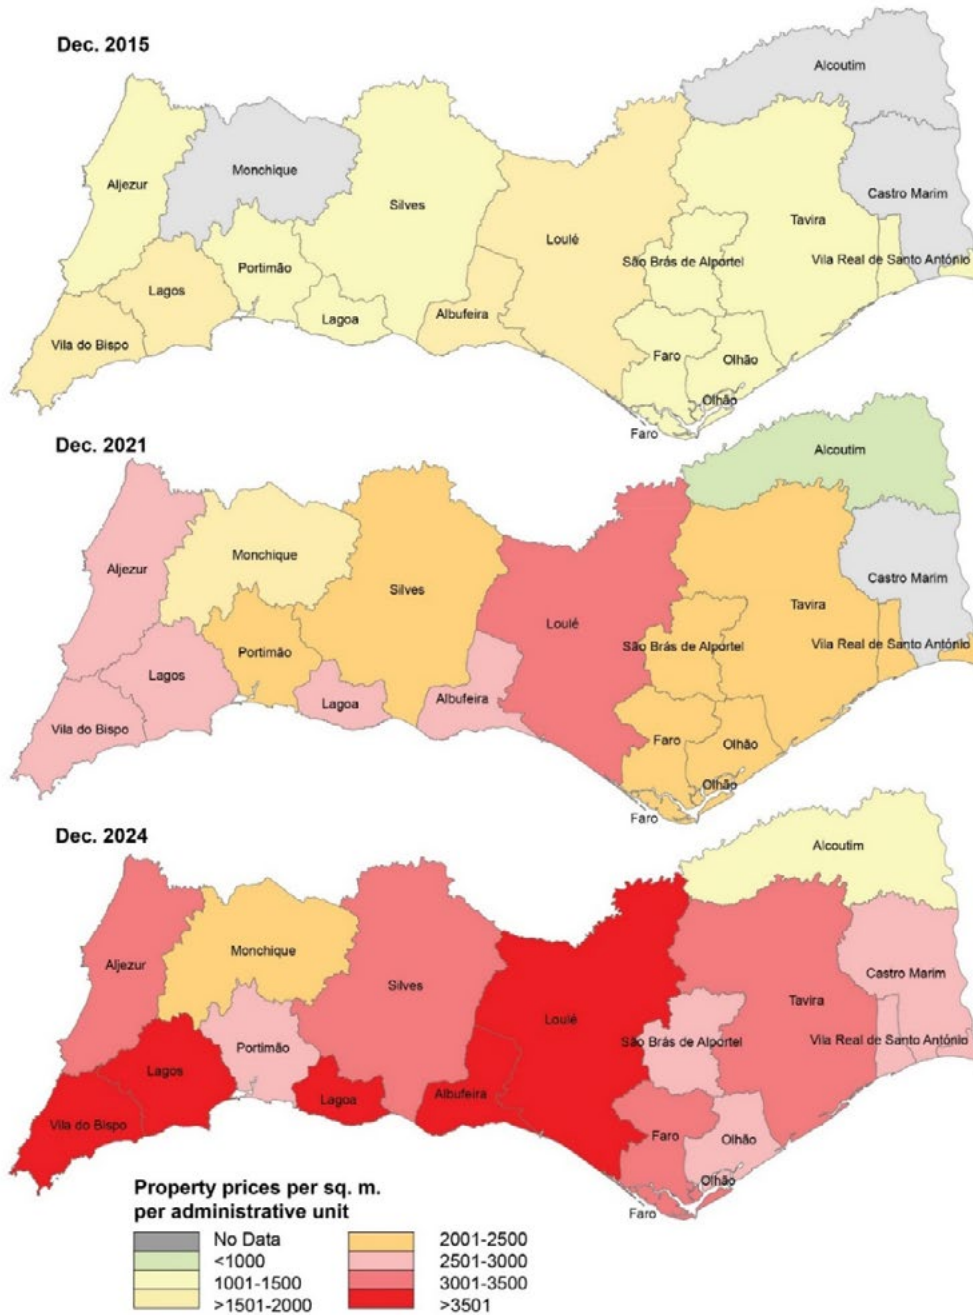 Dec. 2015
Alcoutim
Monchique
Aljezur
Castro Marim
Silves
Tavira
Loulé
São Brás de Alportel
Vila Real de Santo António
Portimão
Lagos
Albufeira
Lagoa
Vila do Bispo
Faro
Olhão
Olhão
Faro
Dec. 2021
Alcoutim
Monchique
Aljezur
Castro Marim
Silves
Tavira
Loulé
São Brás de Alportel
Vila Real de Santo António
Portimão
Lagos
Albufeira
Lagoa
Vila do Bispo
Faro
Olhão
Olhão
Faro
Dec. 2024
Alcoutim
Monchique
Aljezur
Castro Marim
Silves
Tavira
Loulé
São Brás de Alportel
Vila Real de Santo António
Portimão
Lagos
Albufeira
Lagoa
Vila do Bispo
Faro
Olhão
Olhão
Faro
Property prices per sq. m.
per administrative unit
No Data
<1000
1001-1500
>1501-2000
2001-2500
2501-3000
3001-3500
>3501